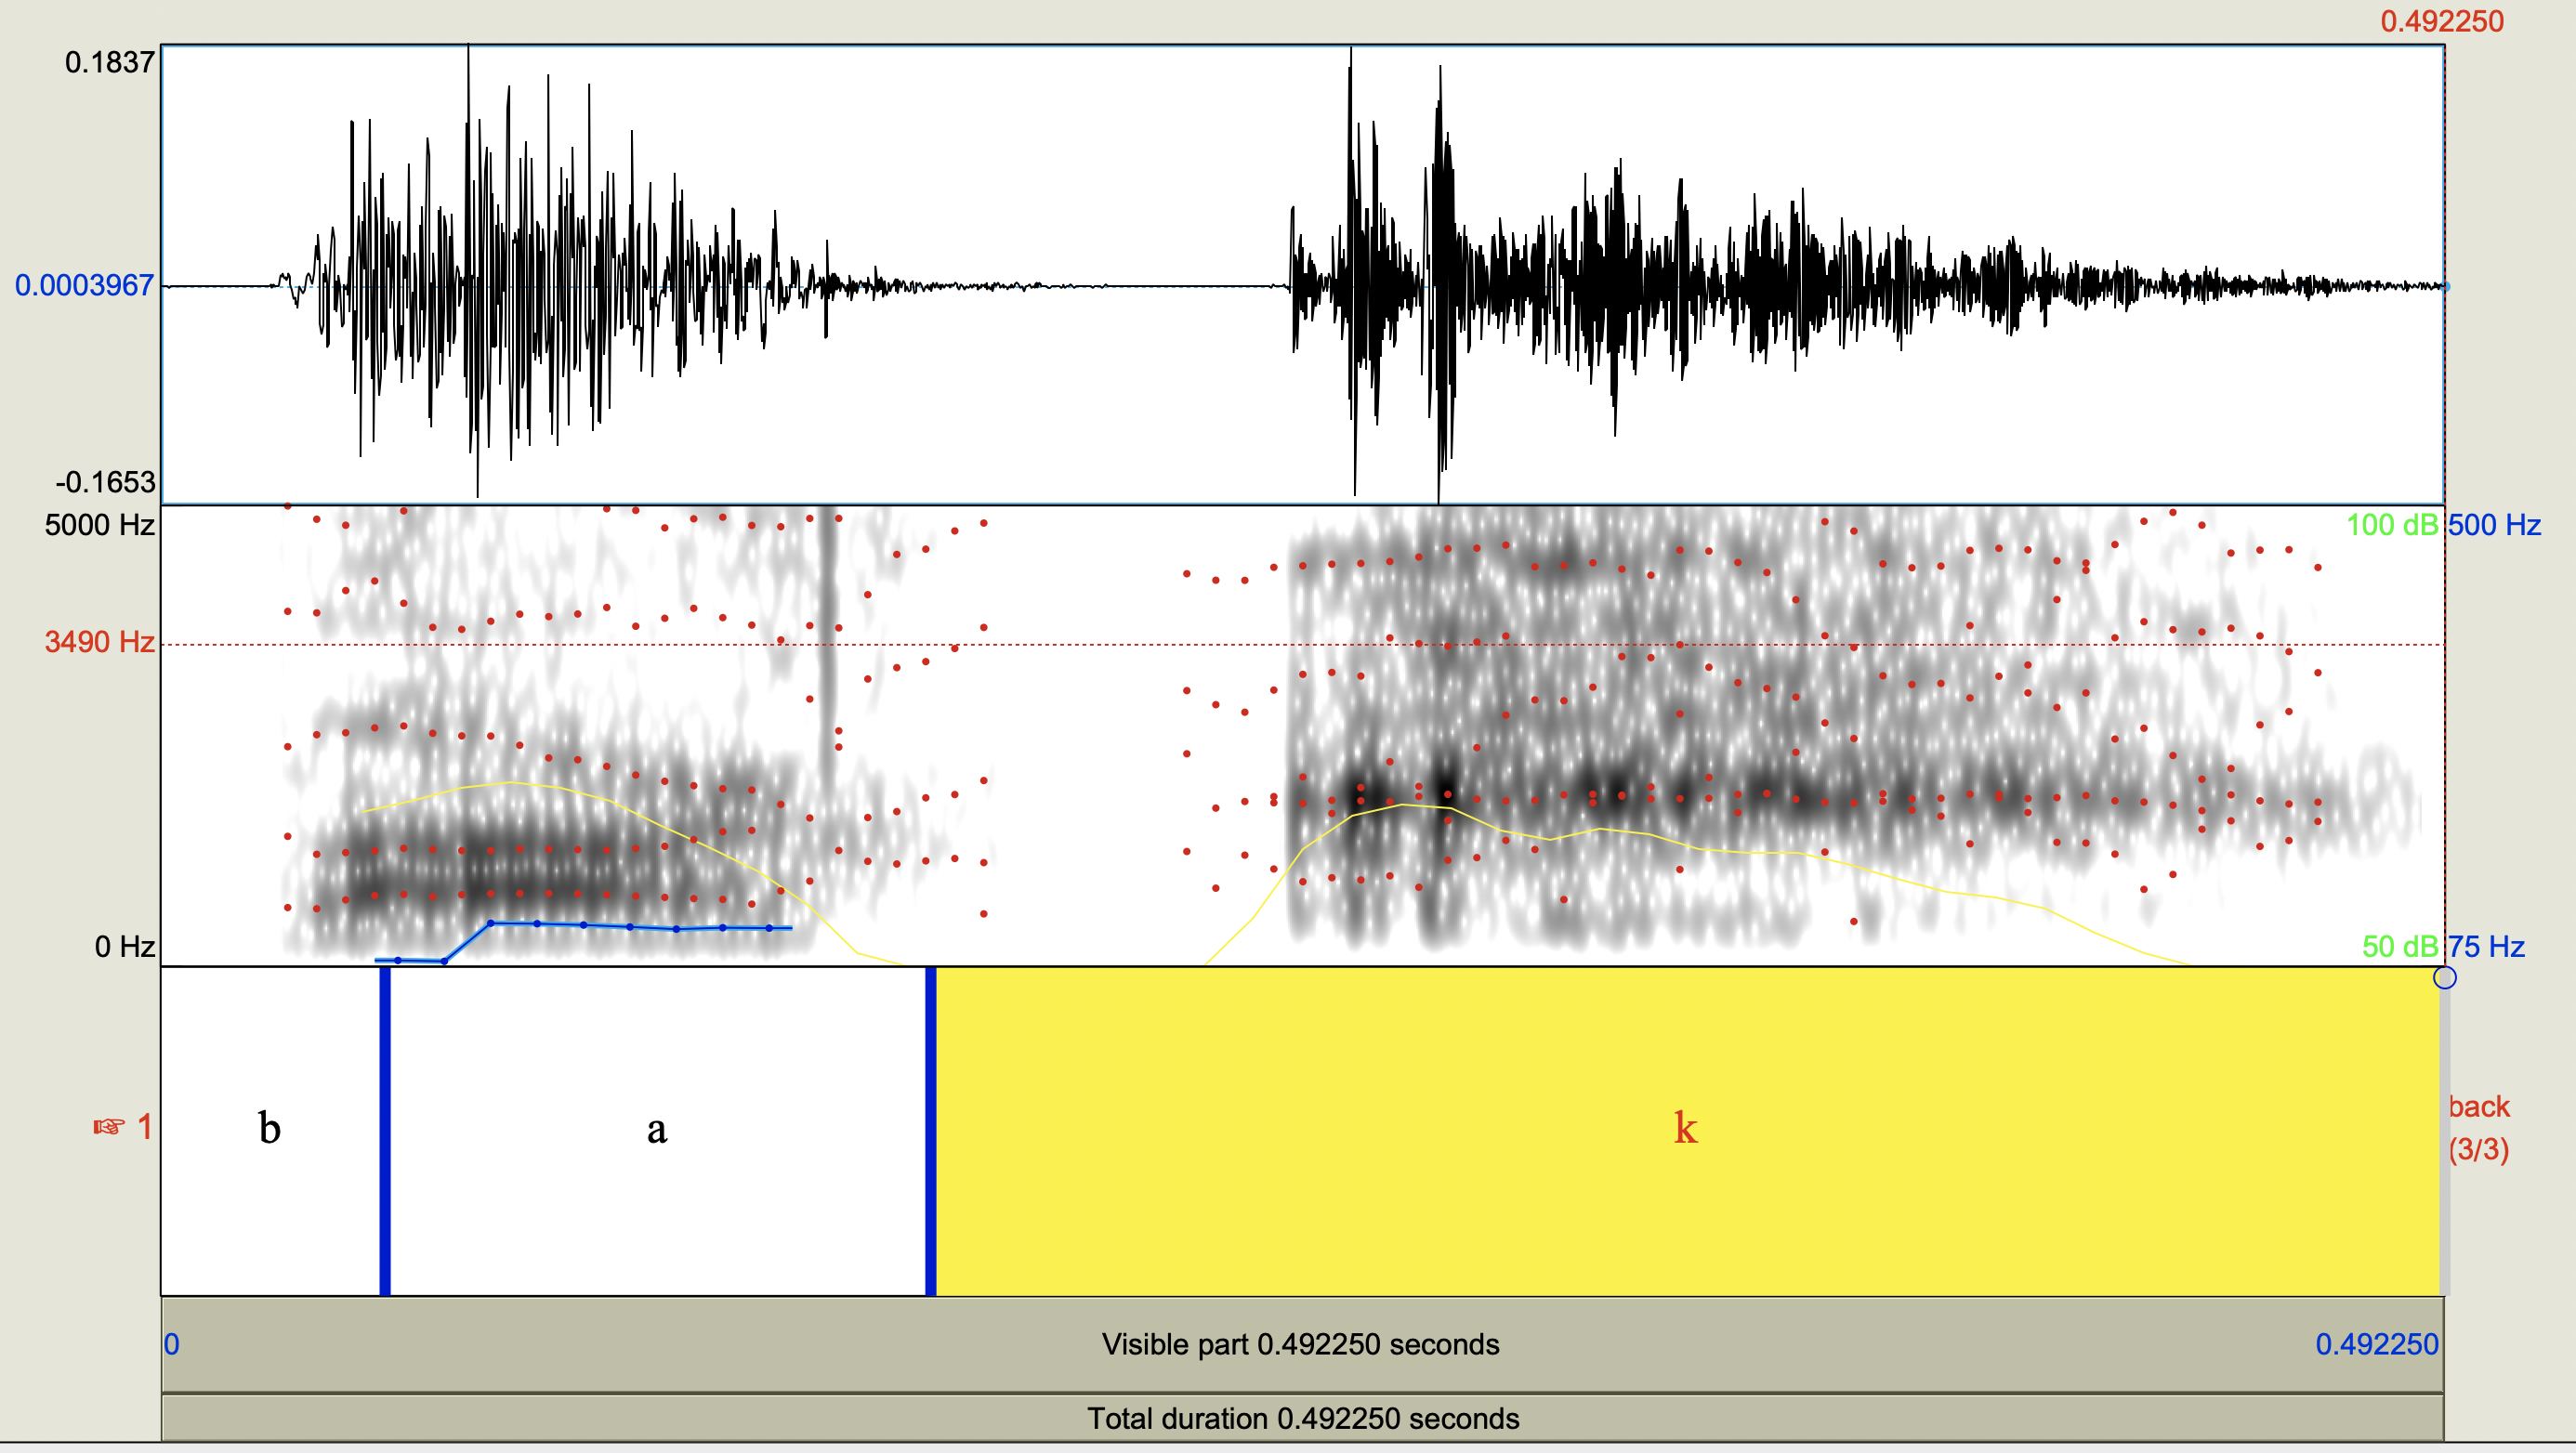 0.492250
0.1837
0.0003967
-0.1653
5000 Hz
100 dB 500 Hz
3490 Hz
0 Hz
50 dB 75 Hz
☞ 1
b a k
back
(3/3)
0 Visible part 0.492250 seconds 0.492250
Total duration 0.492250 seconds